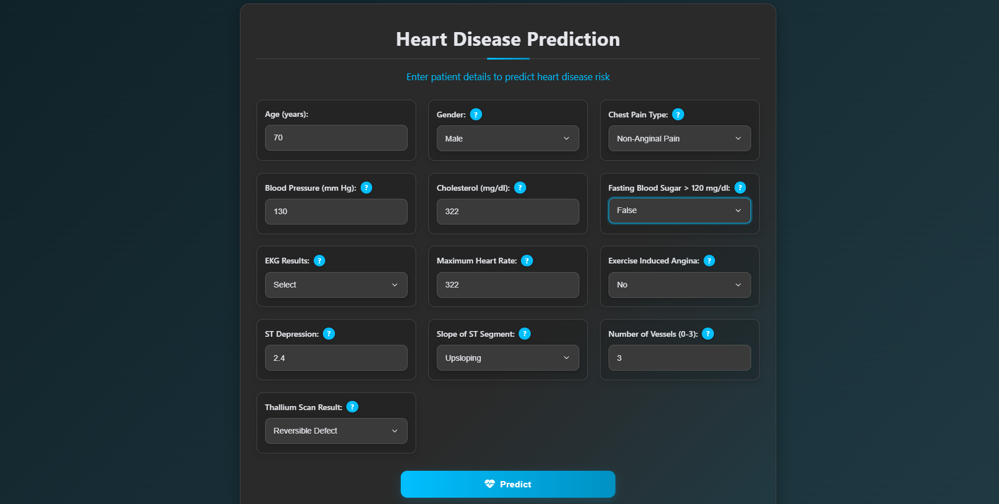 Heart Disease Prediction
Enter patient details to predict heart disease risk
Age (years):
70
Gender: ?
Male
Chest Pain Type: ?
Non-Anginal Pain
Blood Pressure (mm Hg): ?
130
Cholesterol (mg/dl): ?
322
Fasting Blood Sugar > 120 mg/dl: ?
False
EKG Results: ?
Select
Maximum Heart Rate: ?
322
Exercise Induced Angina: ?
No
ST Depression: ?
2.4
Slope of ST Segment: ?
Upsloping
Number of Vessels (0-3): ?
3
Thallium Scan Result: ?
Reversible Defect
Predict